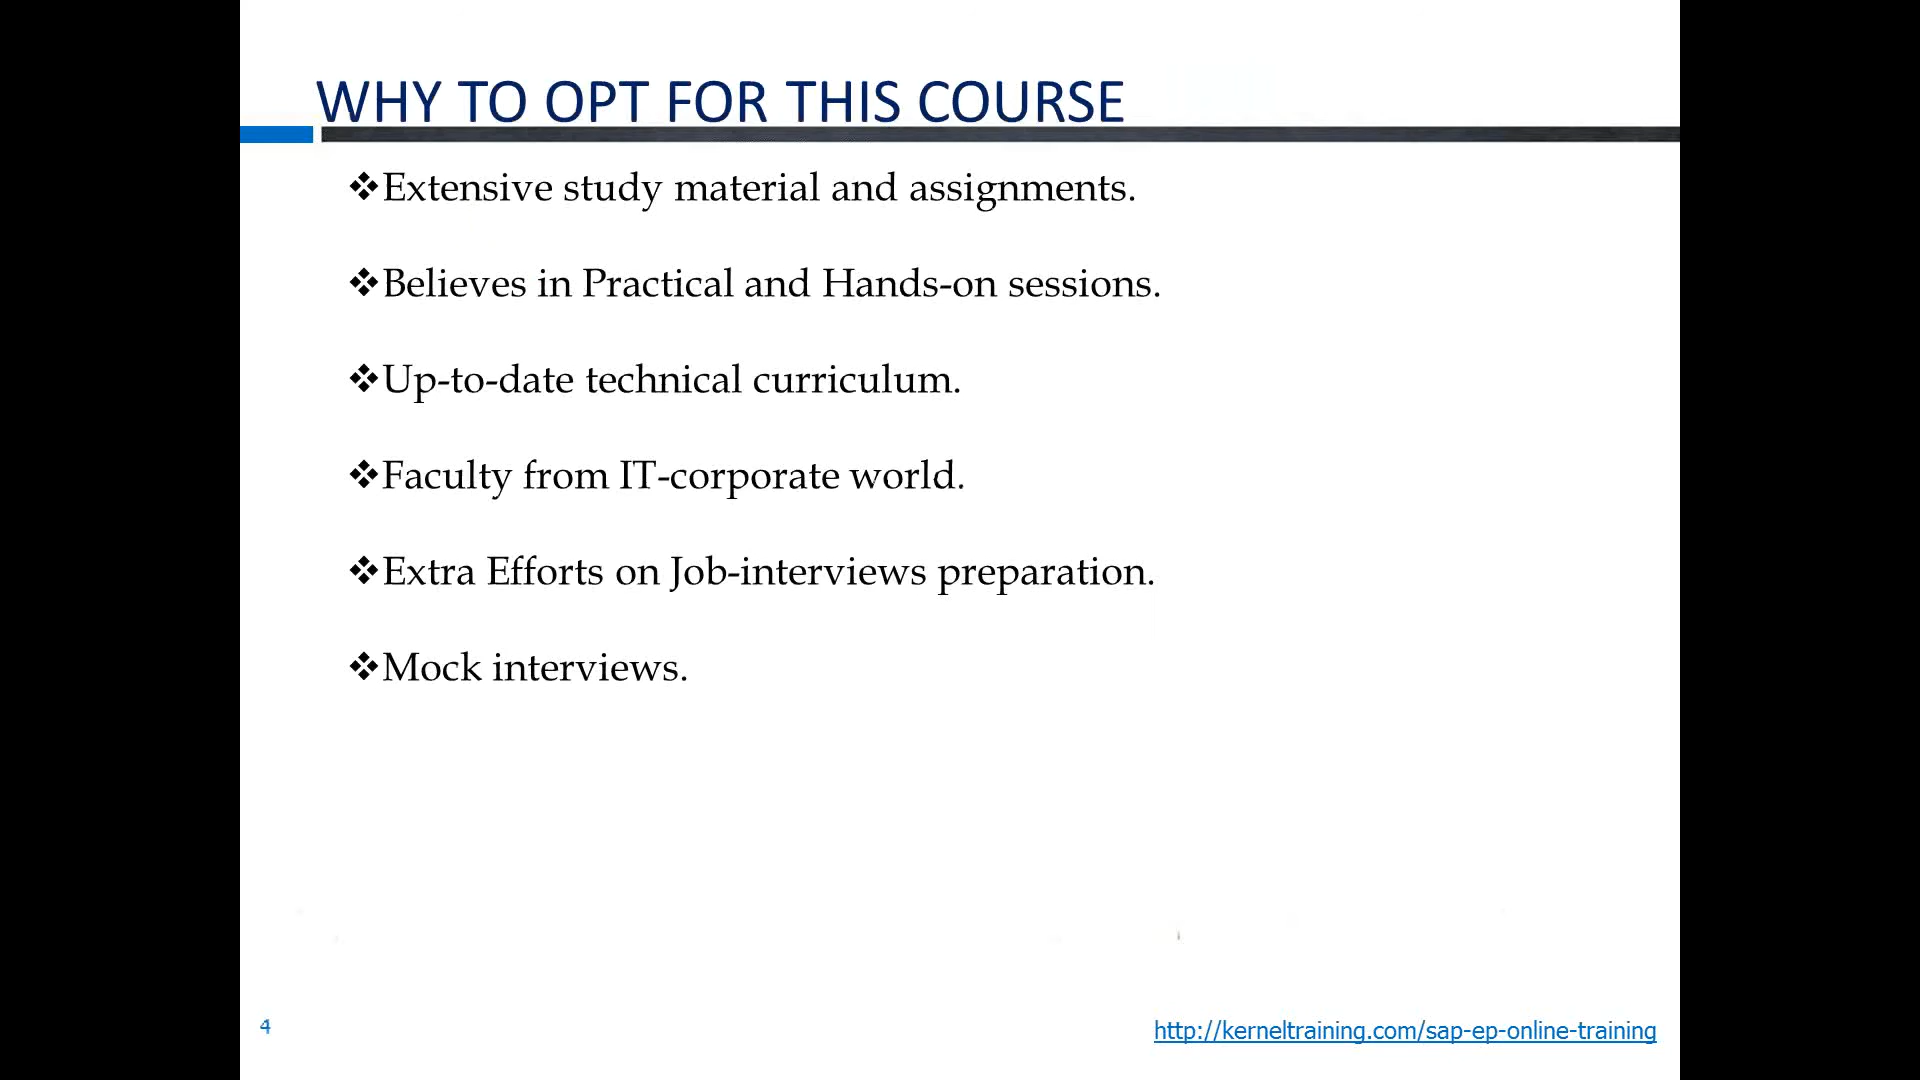 WHY TO OPT FOR THIS COURSE
❖Extensive study material and assignments.
❖Believes in Practical and Hands-on sessions.
❖Up-to-date technical curriculum.
❖Faculty from IT-corporate world.
❖Extra Efforts on Job-interviews preparation.
❖Mock interviews.
4
http://kerneltraining.com/sap-ep-online-training